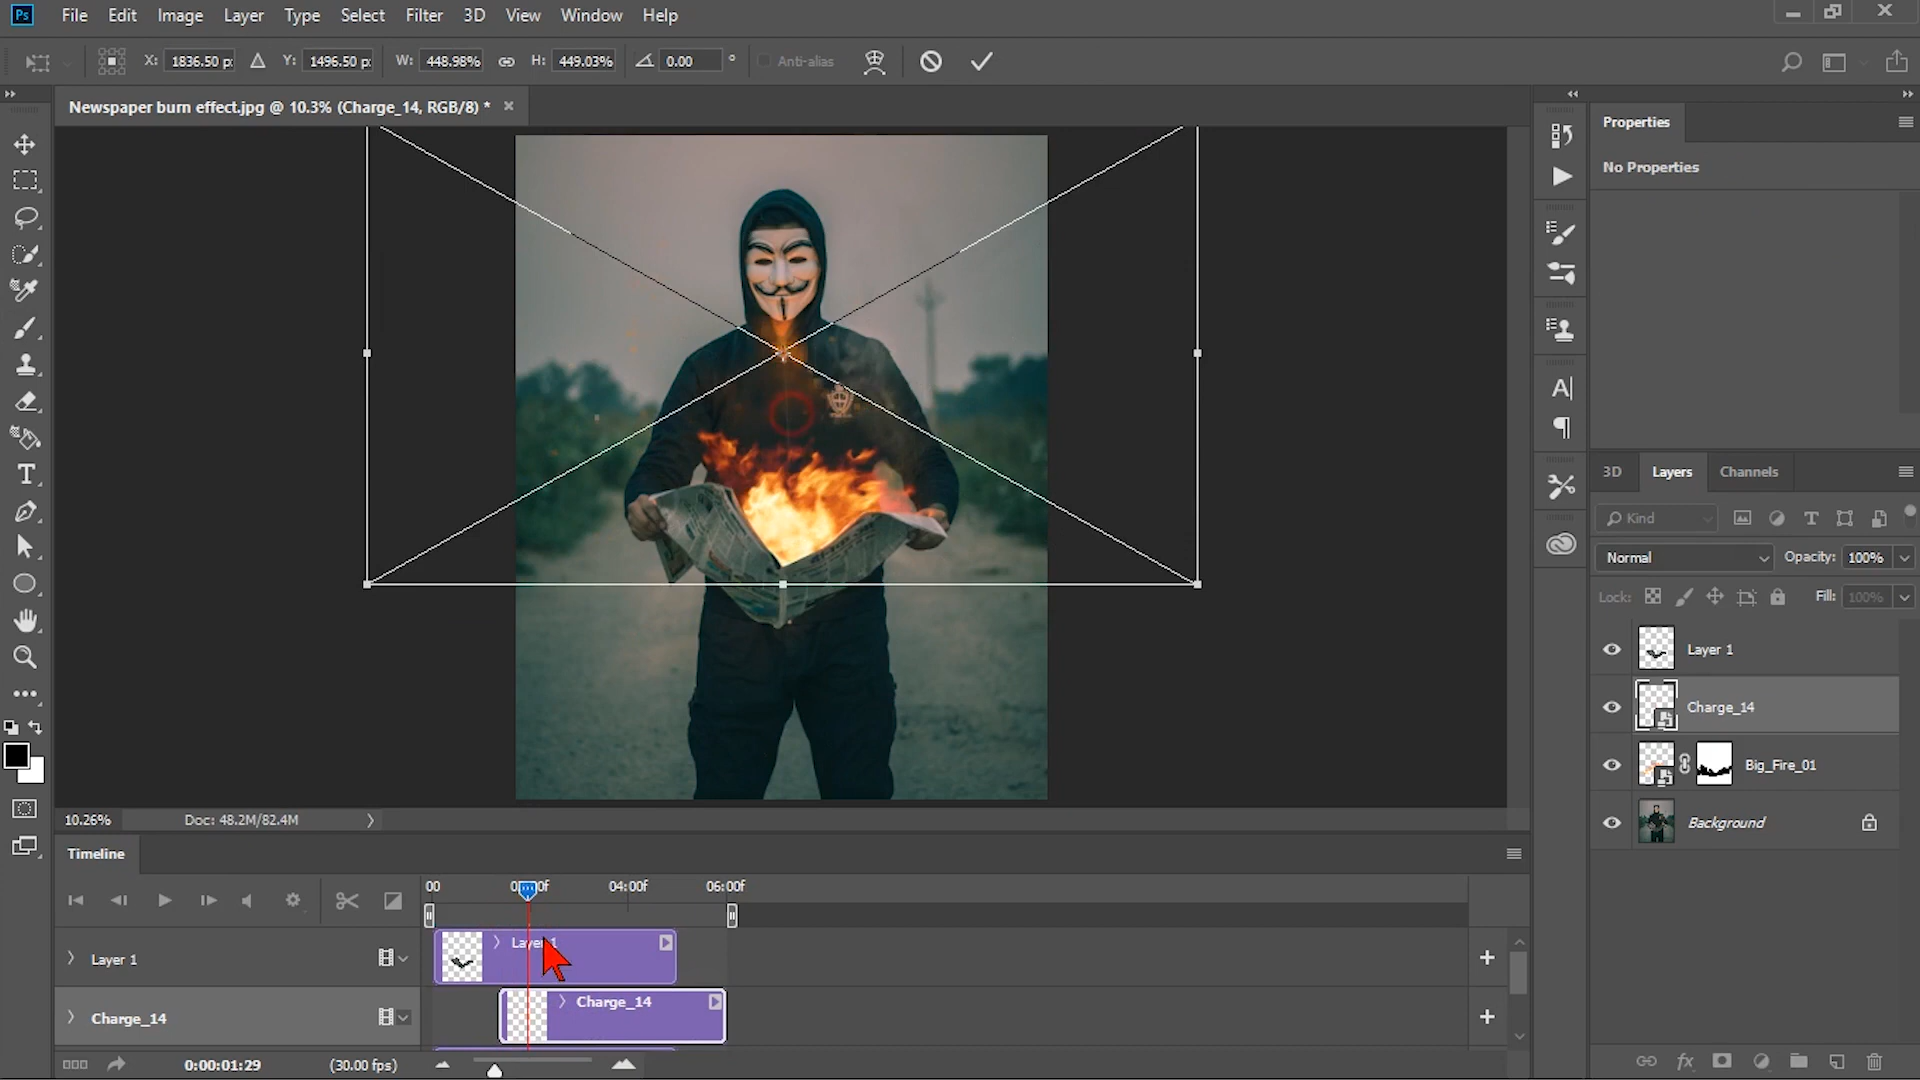 Ps File Edit Image Layer Type Select Filter 3D View Window Help
X: 1836.50 p Y: 1496.50 p W: 448.98% H: 449.03% 0.00 ° Anti-alias
Newspaper burn effect.jpg @ 10.3% (Charge_14, RGB/8) * ×
Properties
No Properties
3D Layers Channels
Kind
Normal Opacity: 100%
Lock: Fill: 100%
Layer 1
Charge_14
Big_Fire_01
Background
10.26% Doc: 48.2M/82.4M
Timeline
00 04:00f 06:00f
Layer 1
Layer 1
Charge_14
Charge_14
0:00:01:29 (30.00 fps)